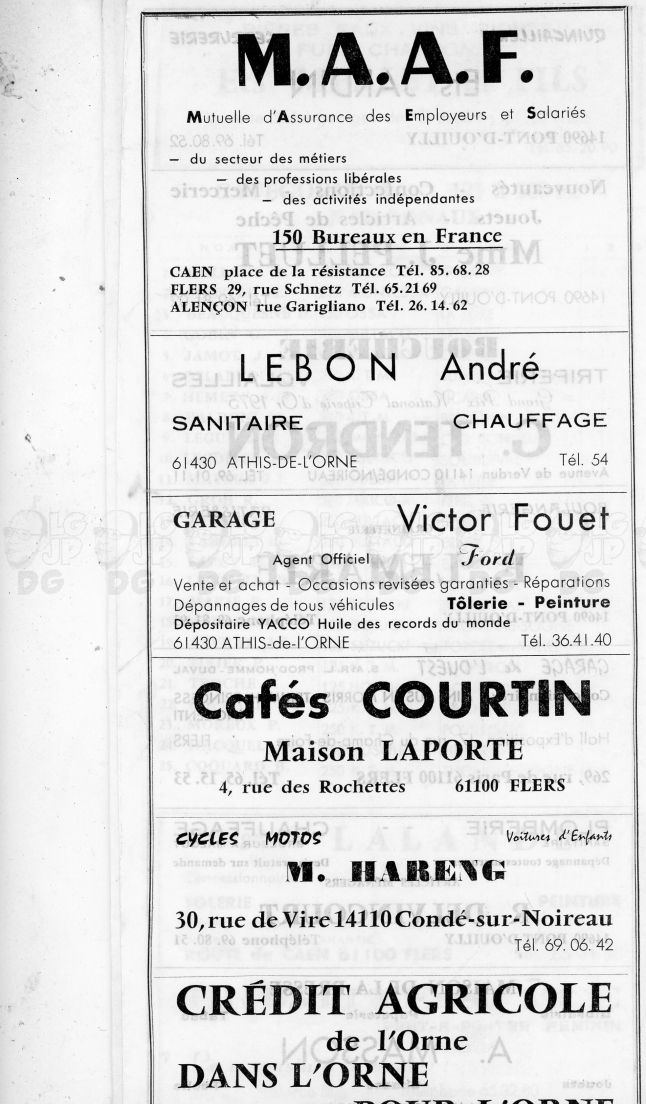 M.A.A.F.
Mutuelle d'Assurance des Employeurs et Salariés
— du secteur des métiers
— des professions libérales
— des activités indépendantes
150 Bureaux en France
CAEN place de la résistance Tél. 85.68.28
FLERS 29, rue Schnetz Tél. 65.21 69
ALENÇON rue Garigliano Tél. 26.14.62
LEBON André
SANITAIRE CHAUFFAGE
61430 ATHIS-DE-L'ORNE Tél. 54
GARAGE Victor Fouet
Agent Officiel Ford
Vente et achat - Occasions revisées garanties - Réparations
Dépannages de tous véhicules Tôlerie - Peinture
Dépositaire YACCO Huile des records du monde
61430 ATHIS-de-l'ORNE Tél. 36.41.40
Cafés COURTIN
Maison LAPORTE
4, rue des Rochettes 61100 FLERS
CYCLES MOTOS Voitures d'Enfants
M. HARENG
30, rue de Vire 14110 Condé-sur-Noireau
Tél. 69. 06. 42
CRÉDIT AGRICOLE
de l'Orne
DANS L'ORNE
POUR L'ORNE